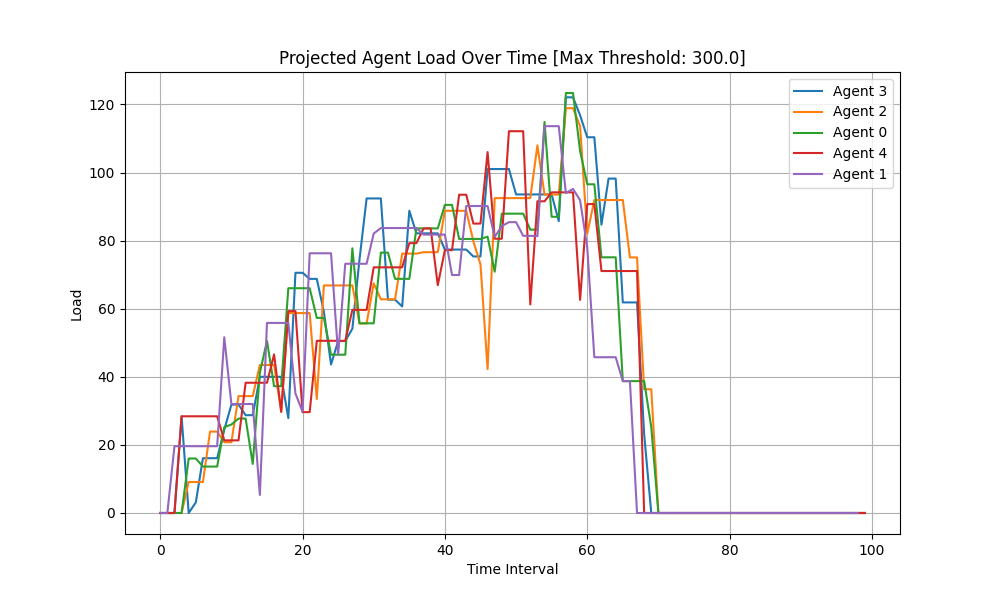 Projected Agent Load Over Time [Max Threshold: 300.0]
Load
120
100
80
60
40
20
0
Agent 3
Agent 2
Agent 0
Agent 4
Agent 1
0 20 40 60 80 100
Time Interval